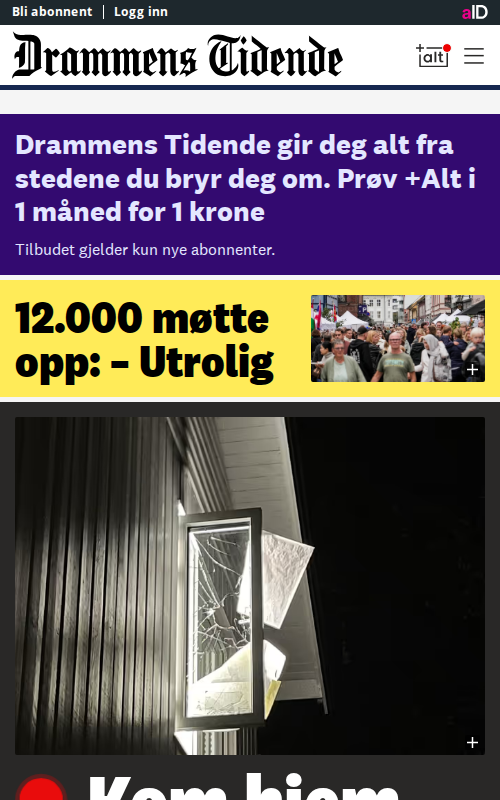 Bli abonnent | Logg inn
aID
Drammens Tidende
+alt
Drammens Tidende gir deg alt fra
stedene du bryr deg om. Prøv +Alt i
1 måned for 1 krone
Tilbudet gjelder kun nye abonnenter.
12.000 møtte
opp: – Utrolig
+
+
Kom hjem